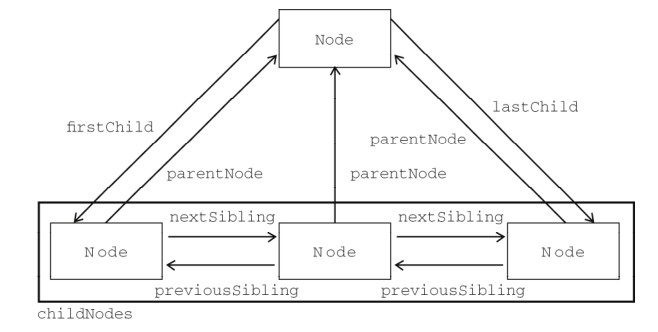 Node
lastChild
firstChild
parentNode
parentNode
parentNode
nextSibling
nextSibling
Node
Node
Node
previousSibling
previousSibling
childNodes